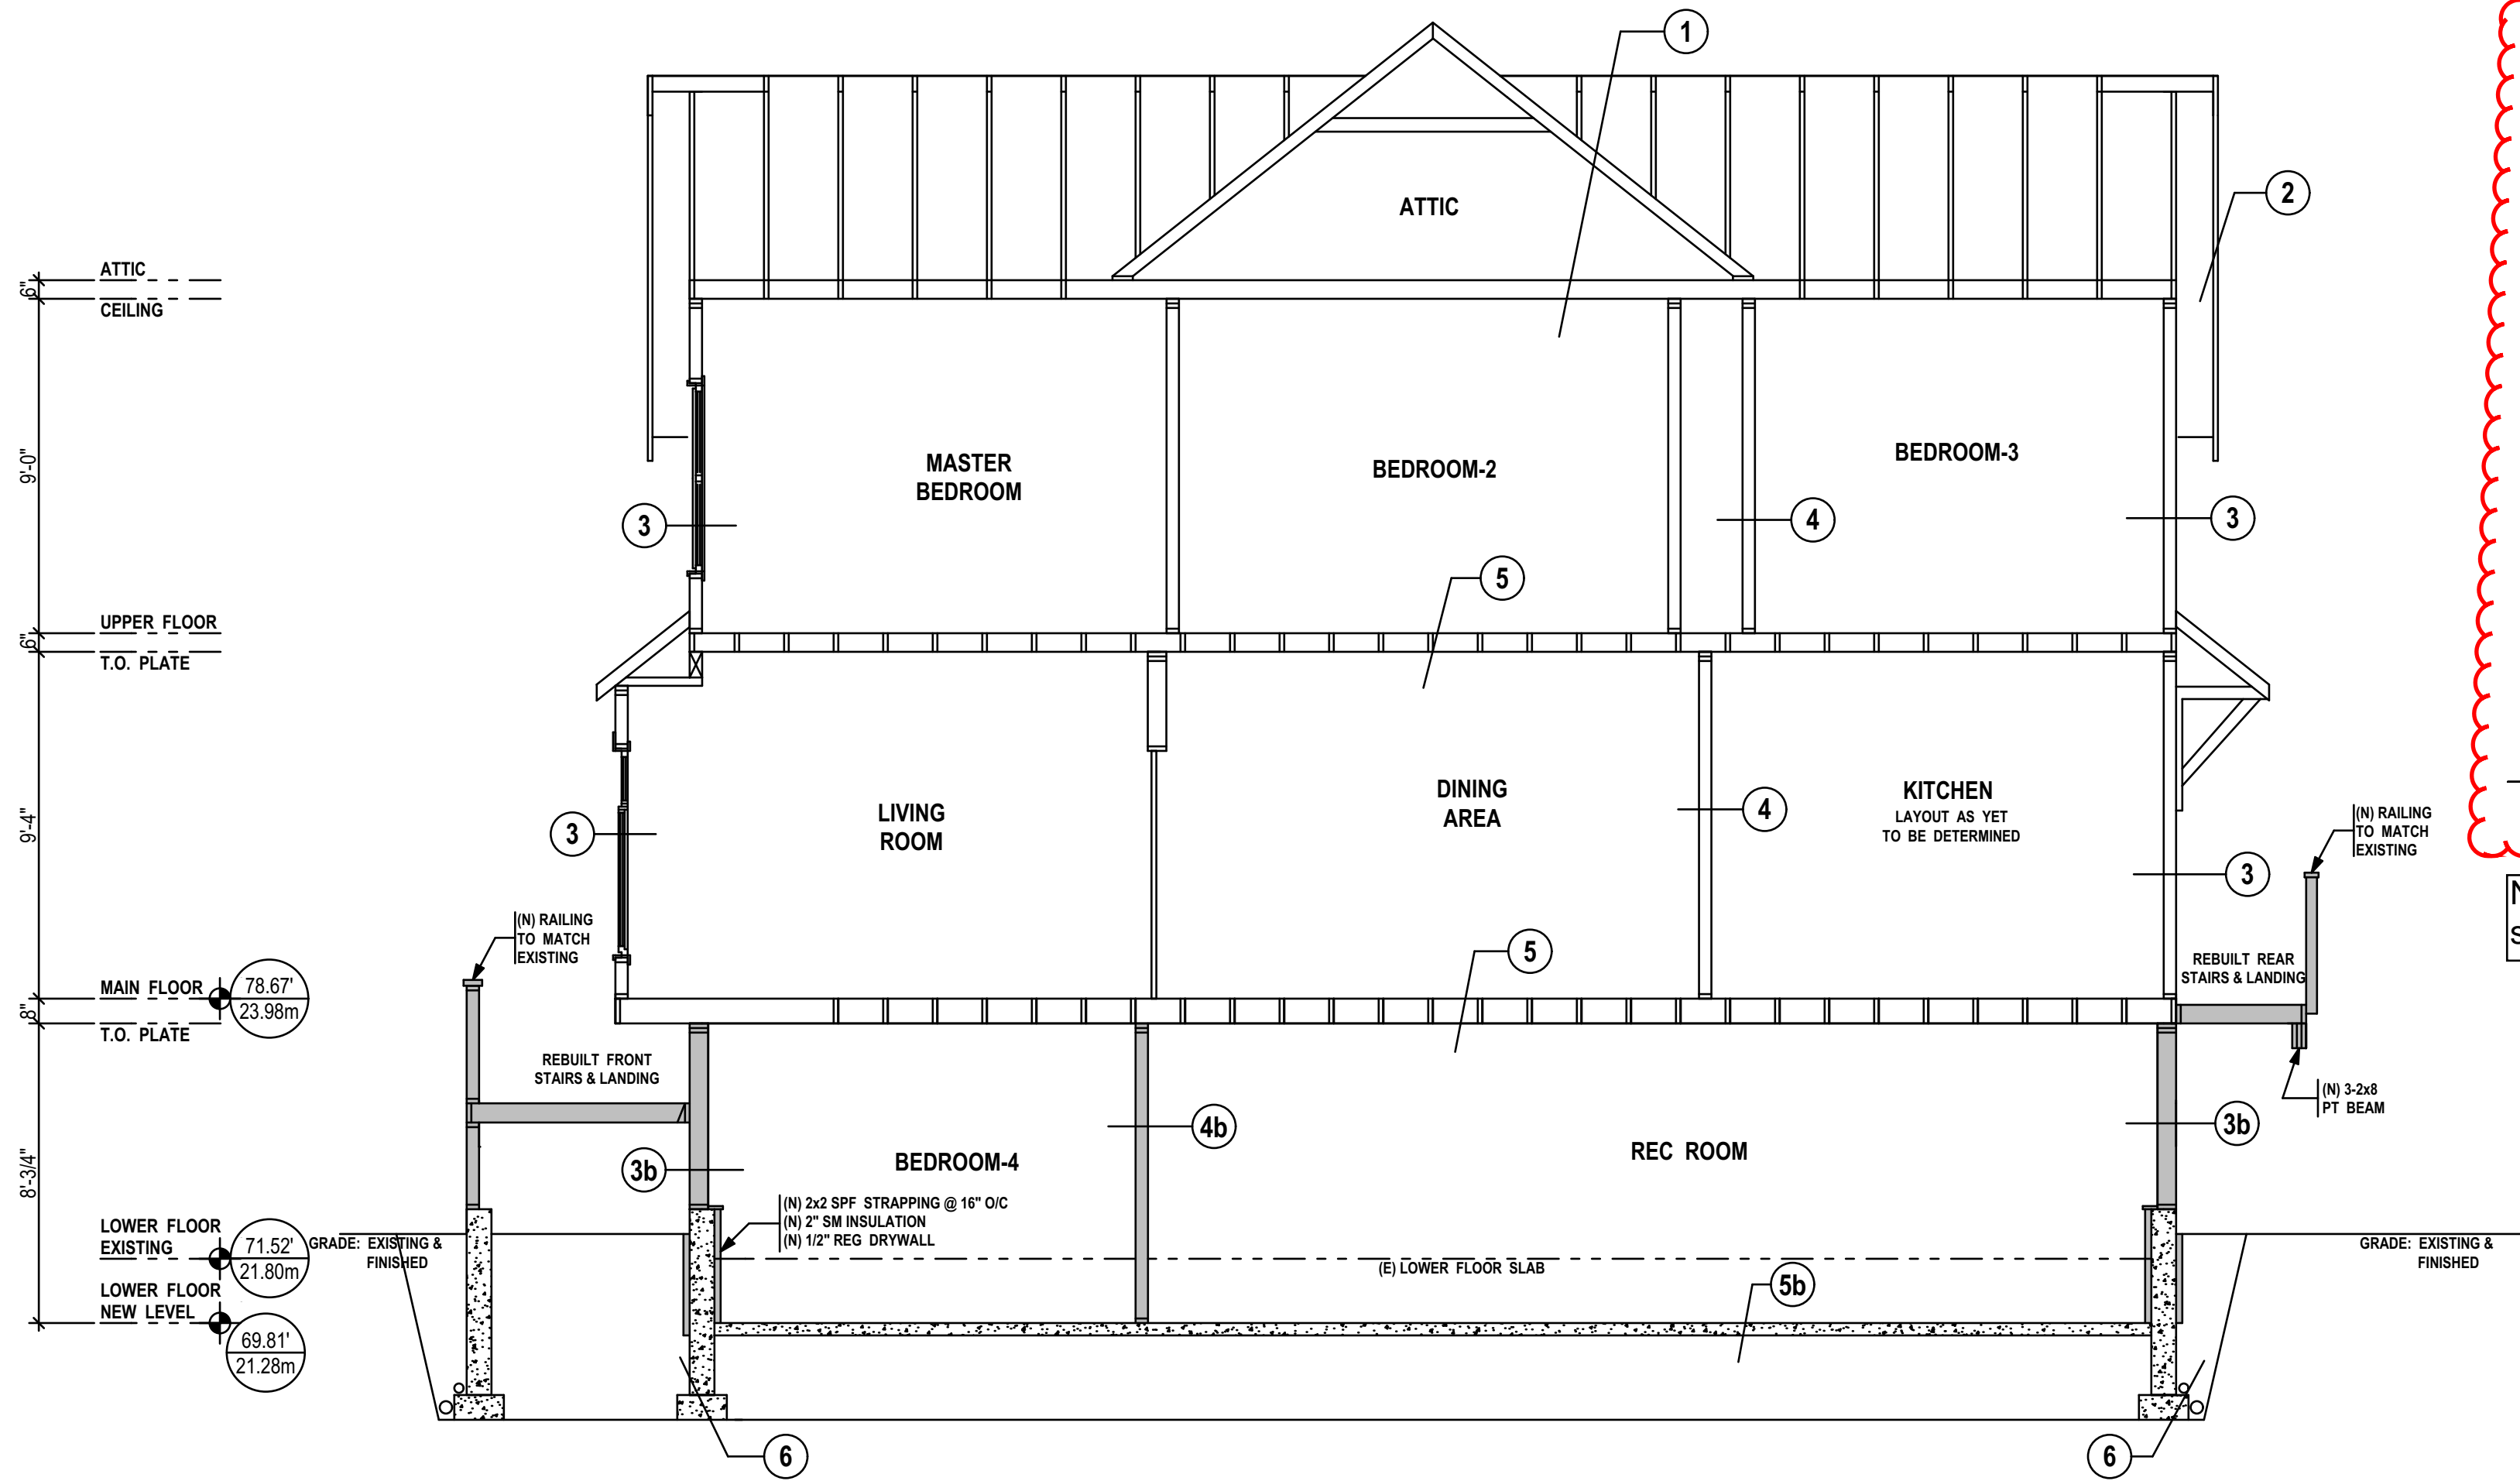 1
2
ATTIC
ATTIC
6"
CEILING
9'-0"
MASTER
BEDROOM
BEDROOM-2
BEDROOM-3
3
4
3
5
UPPER FLOOR
6"
T.O. PLATE
9'-4"
LIVING
ROOM
DINING
AREA
KITCHEN
LAYOUT AS YET
TO BE DETERMINED
3
4
3
(N) RAILING
TO MATCH
EXISTING
(N) RAILING
TO MATCH
EXISTING
5
REBUILT REAR
STAIRS & LANDING
MAIN FLOOR
78.67'
23.98m
8"
T.O. PLATE
REBUILT FRONT
STAIRS & LANDING
(N) 3-2x8
PT BEAM
4b
3b
3b
BEDROOM-4
REC ROOM
8'-3/4"
(N) 2x2 SPF STRAPPING @ 16" O/C
(N) 2" SM INSULATION
(N) 1/2" REG DRYWALL
LOWER FLOOR
EXISTING
71.52'
21.80m
GRADE: EXISTING &
FINISHED
(E) LOWER FLOOR SLAB
GRADE: EXISTING &
FINISHED
5b
LOWER FLOOR
NEW LEVEL
69.81'
21.28m
6
6